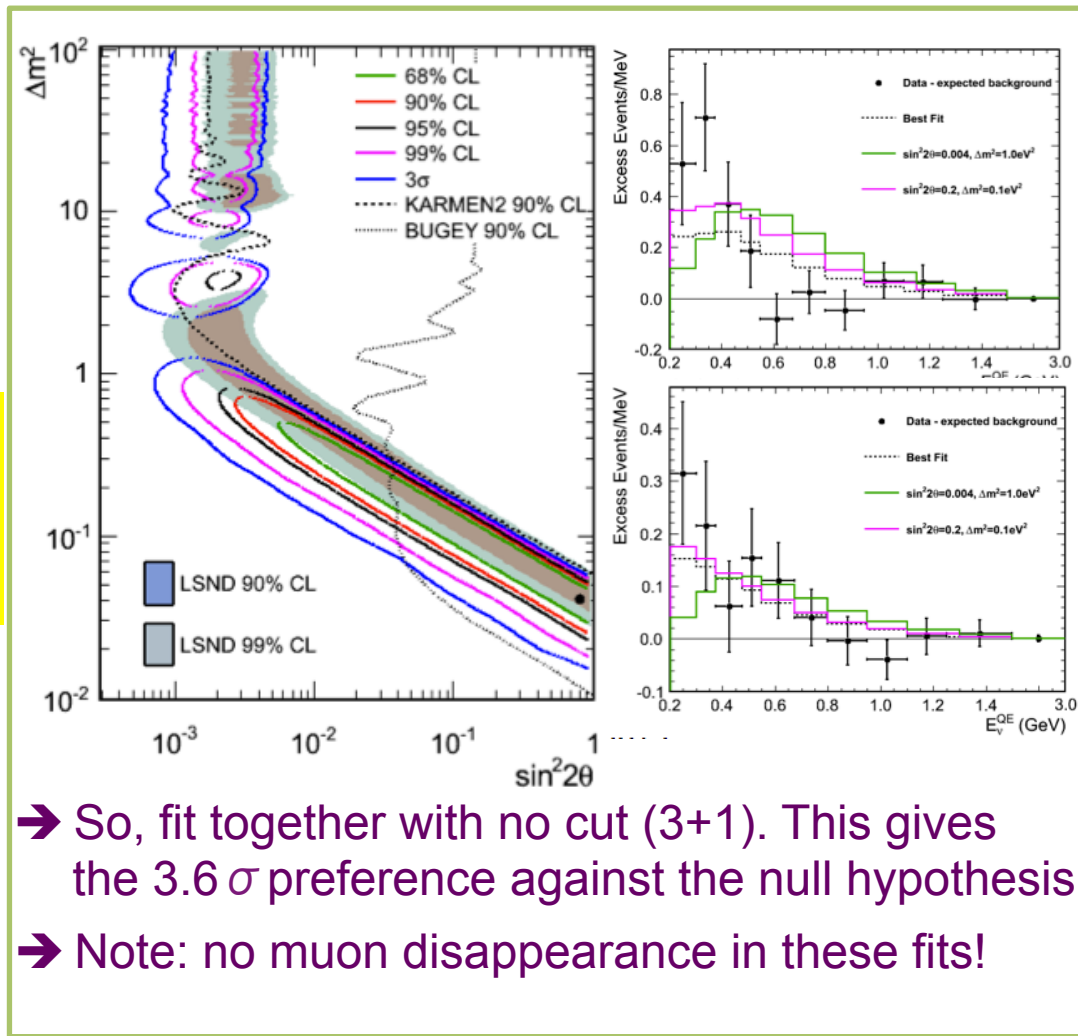 Δm²
10²
10
1
10⁻¹
10⁻²
10⁻³
10⁻²
10⁻¹
1
sin²2θ
68% CL
90% CL
95% CL
99% CL
3σ
KARMEN2 90% CL
BUGEY 90% CL
LSND 90% CL
LSND 99% CL
Excess Events/MeV
0.8
0.6
0.4
0.2
0.0
-0.2
Data - expected background
Best Fit
sin²2θ=0.004, Δm²=1.0eV²
sin²2θ=0.2, Δm²=0.1eV²
0.2
0.4
0.6
0.8
1.0
1.2
1.4
3.0
Excess Events/MeV
0.4
0.3
0.2
0.1
0.0
-0.1
Data - expected background
Best Fit
sin²2θ=0.004, Δm²=1.0eV²
sin²2θ=0.2, Δm²=0.1eV²
0.2
0.4
0.6
0.8
1.0
1.2
1.4
3.0
E_ν^QE (GeV)
➔ So, fit together with no cut (3+1). This gives
the 3.6 σ preference against the null hypothesis
➔ Note: no muon disappearance in these fits!